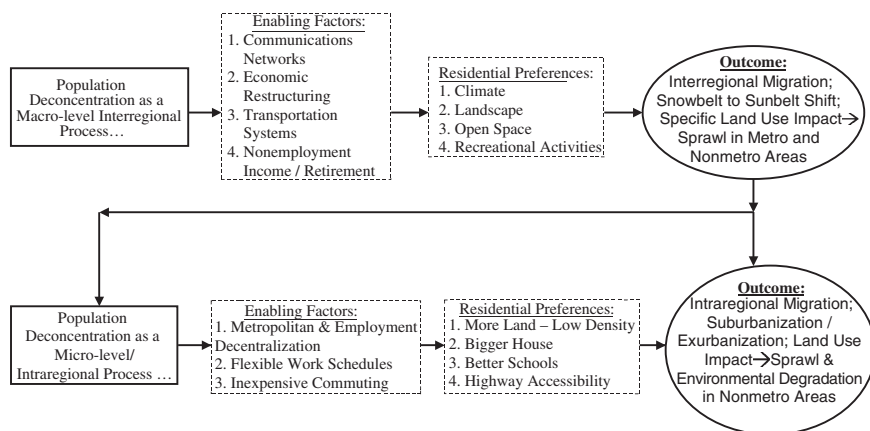 Population
Deconcentration as a
Macro-level Interregional
Process…
Enabling Factors:
1. Communications
Networks
2. Economic
Restructuring
3. Transportation
Systems
4. Nonemployment
Income / Retirement
Residential Preferences:
1. Climate
2. Landscape
3. Open Space
4. Recreational Activities
Outcome:
Interregional Migration;
Snowbelt to Sunbelt Shift;
Specific Land Use Impact→
Sprawl in Metro and
Nonmetro Areas
Population
Deconcentration as a
Micro-level/
Intraregional Process …
Enabling Factors:
1. Metropolitan & Employment
Decentralization
2. Flexible Work Schedules
3. Inexpensive Commuting
Residential Preferences:
1. More Land – Low Density
2. Bigger House
3. Better Schools
4. Highway Accessibility
Outcome:
Intraregional Migration;
Suburbanization /
Exurbanization; Land Use
Impact→Sprawl &
Environmental Degradation
in Nonmetro Areas